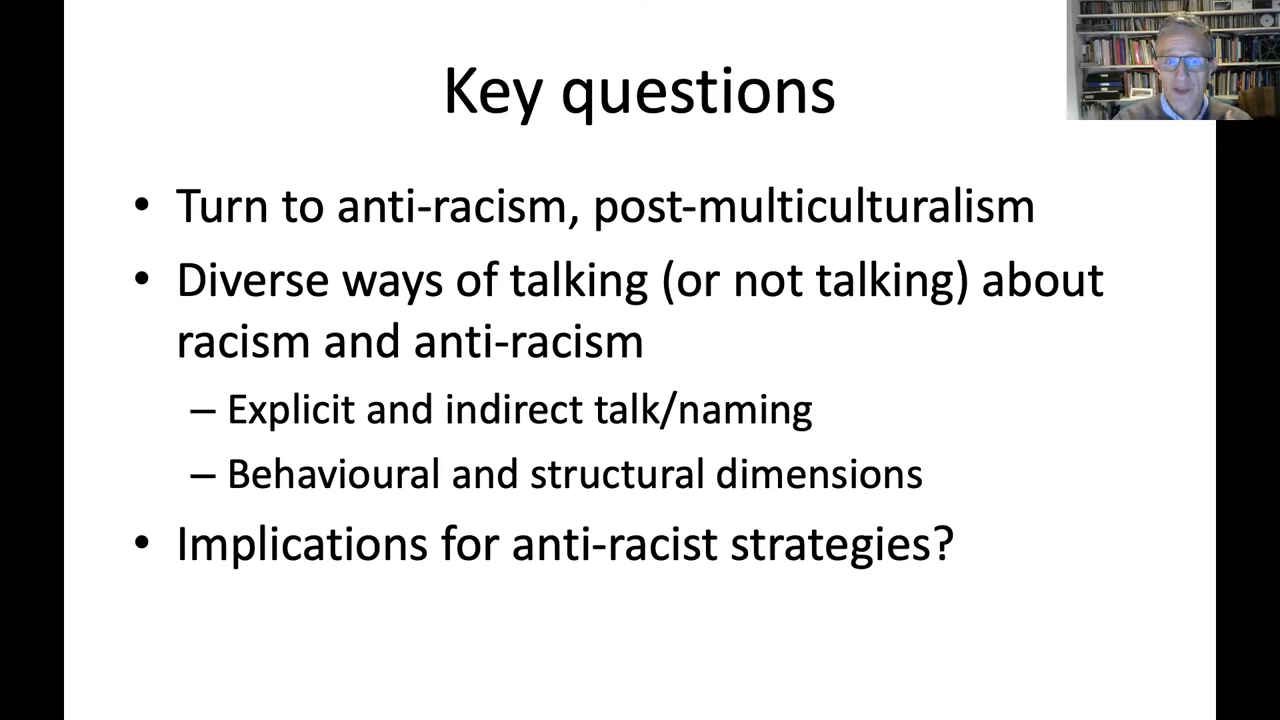 Key questions
• Turn to anti-racism, post-multiculturalism
• Diverse ways of talking (or not talking) about
racism and anti-racism
– Explicit and indirect talk/naming
– Behavioural and structural dimensions
• Implications for anti-racist strategies?